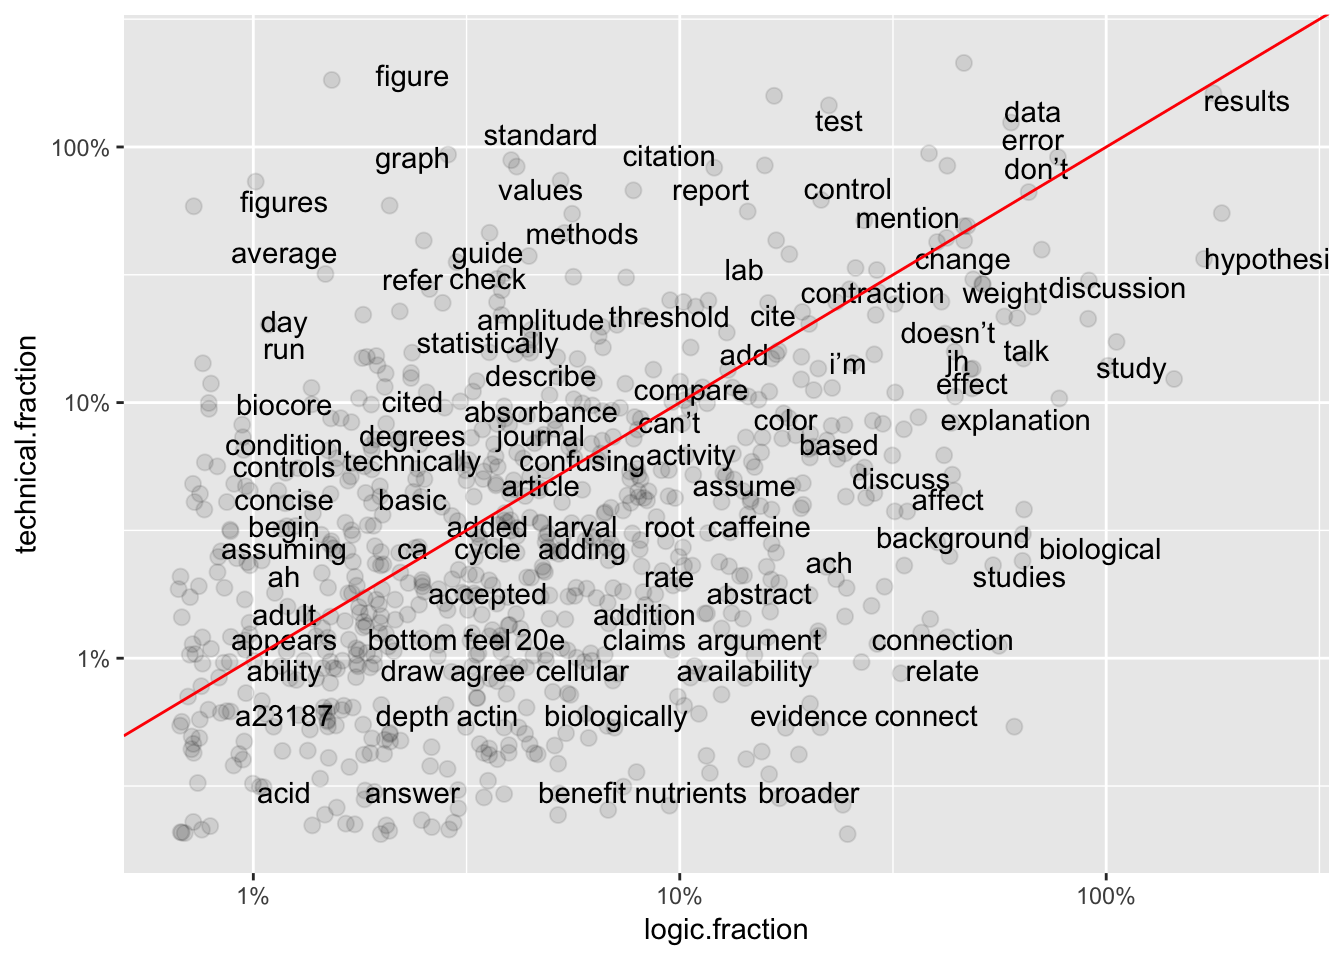 figure
results
data
test
standard
error
100%
graph
citation
don't
study
values
report
control
figures
mention
methods
average
guide
change
hypothesi
lab
refer check
contraction
weight
discussion
day
amplitude
threshold
cite
doesn't
run
statistically
add
i'm
jh
talk
describe
effect
10%
biocore
cited
compare
absorbance
can't
color
explanation
condition
degrees
journal
based
controls
technically
confusing
activity
article
assume
discuss
concise
basic
affect
begin
added
larval
root
caffeine
background
assuming
ca
cycle
adding
biological
ah
rate
ach
studies
accepted
abstract
adult
addition
appears
bottom feel 20e
claims
argument
connection
1%
ability
draw agree
cellular
availability
relate
a23187
depth actin
biologically
evidence connect
acid
answer
benefit nutrients
broader
technical.fraction
1%
10%
100%
logic.fraction